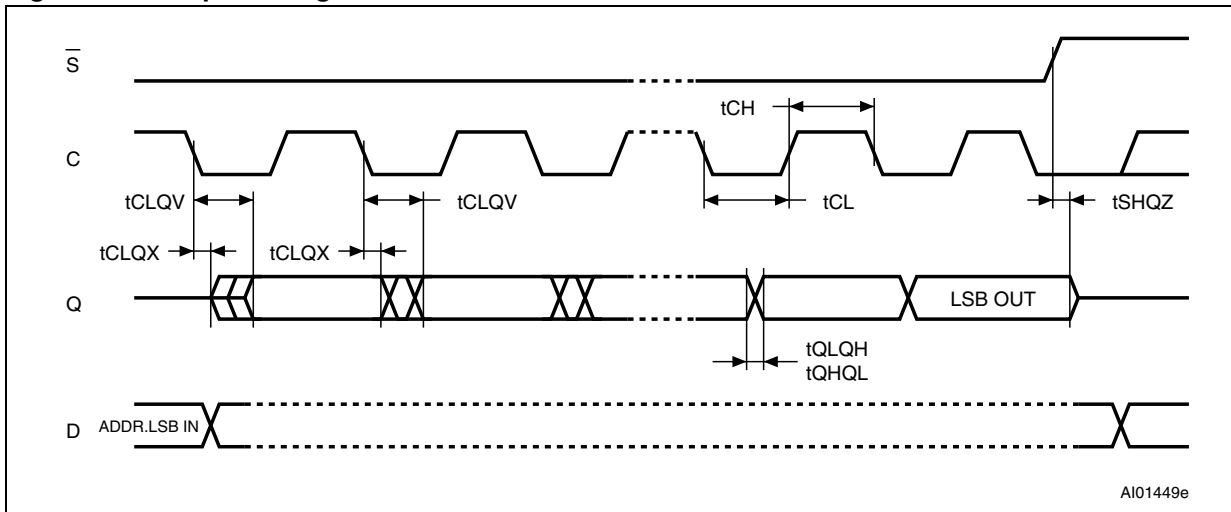 S
tCH
C
tCLQV
tCLQV
tCL
tSHQZ
tCLQX
tCLQX
Q
LSB OUT
tQLQH
tQHQL
D
ADDR.LSB IN
AI01449e